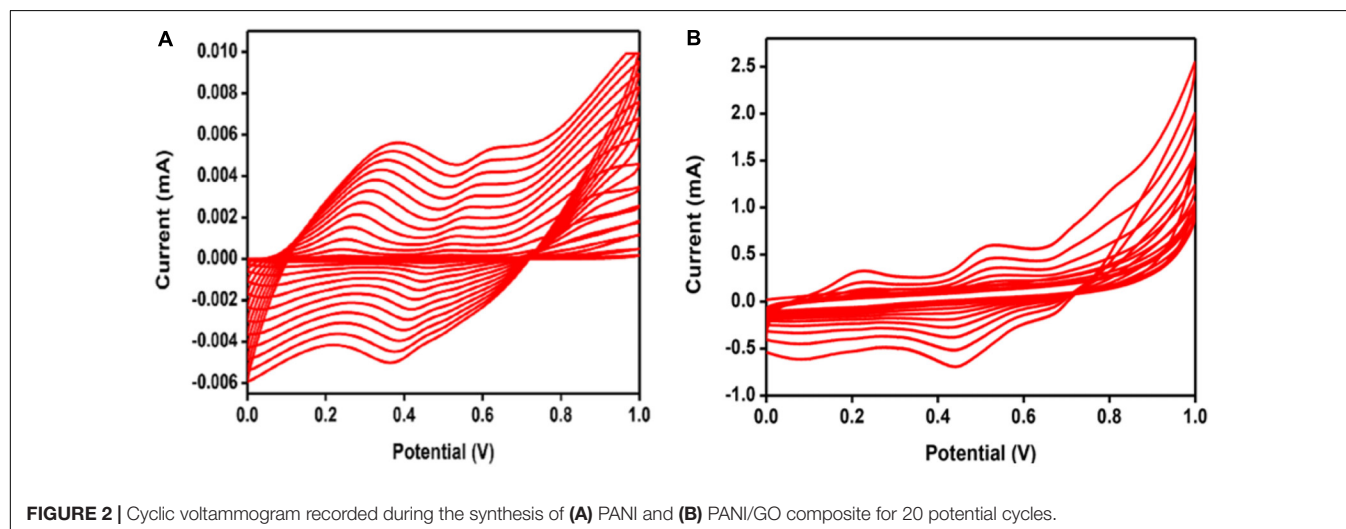 A
0.010
0.008
0.006
0.004
0.002
0.000
-0.002
-0.004
-0.006
Current (mA)
0.0 0.2 0.4 0.6 0.8 1.0
Potential (V)
B
2.5
2.0
1.5
1.0
0.5
0.0
-0.5
-1.0
Current (mA)
0.0 0.2 0.4 0.6 0.8 1.0
Potential (V)
FIGURE 2 | Cyclic voltammogram recorded during the synthesis of (A) PANI and (B) PANI/GO composite for 20 potential cycles.